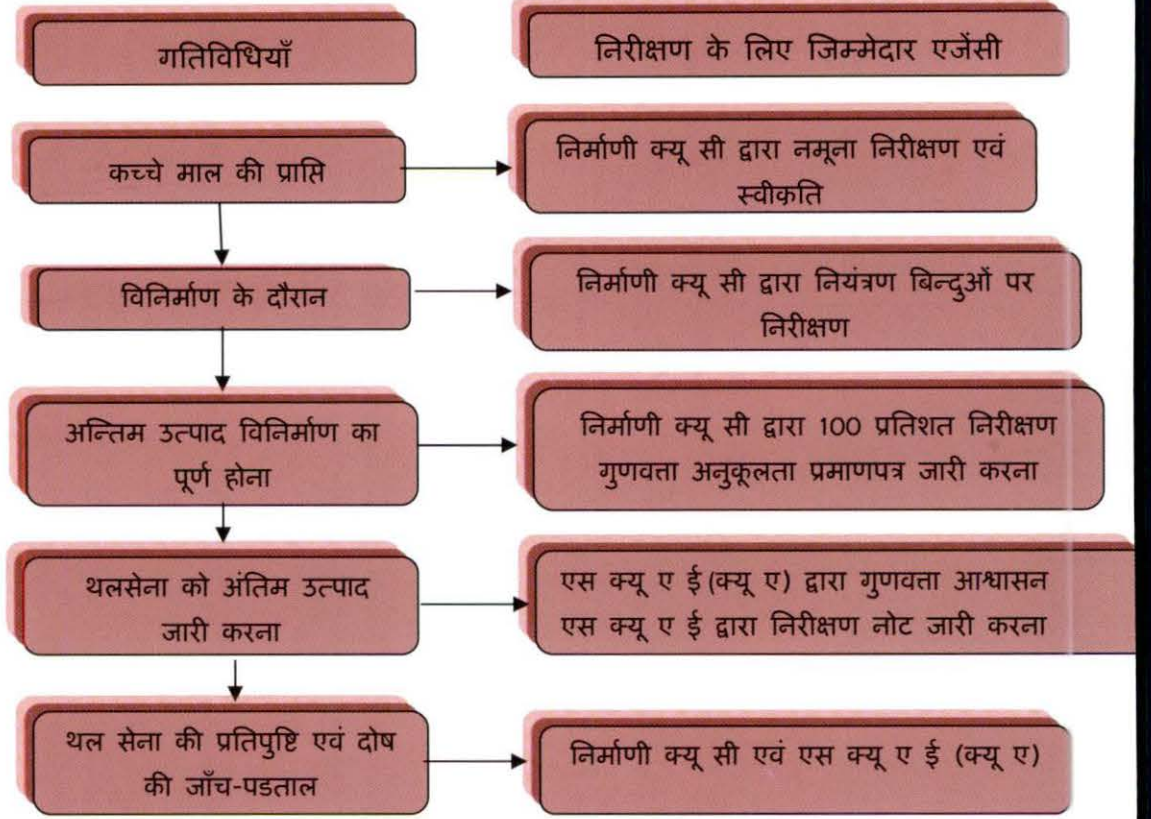 गतिविधियाँ
निरीक्षण के लिए जिम्मेदार एजेंसी
कच्चे माल की प्राप्ति
निर्माणी क्यू सी द्वारा नमूना निरीक्षण एवं
स्वीकृति
विनिर्माण के दौरान
निर्माणी क्यू सी द्वारा नियंत्रण बिन्दुओं पर
निरीक्षण
अन्तिम उत्पाद विनिर्माण का
पूर्ण होना
निर्माणी क्यू सी द्वारा 100 प्रतिशत निरीक्षण
गुणवत्ता अनुकूलता प्रमाणपत्र जारी करना
थलसेना को अंतिम उत्पाद
जारी करना
एस क्यू ए ई (क्यू ए) द्वारा गुणवत्ता आश्वासन
एस क्यू ए ई द्वारा निरीक्षण नोट जारी करना
थल सेना की प्रतिपुष्टि एवं दोष
की जाँच-पडताल
निर्माणी क्यू सी एवं एस क्यू ए ई (क्यू ए)